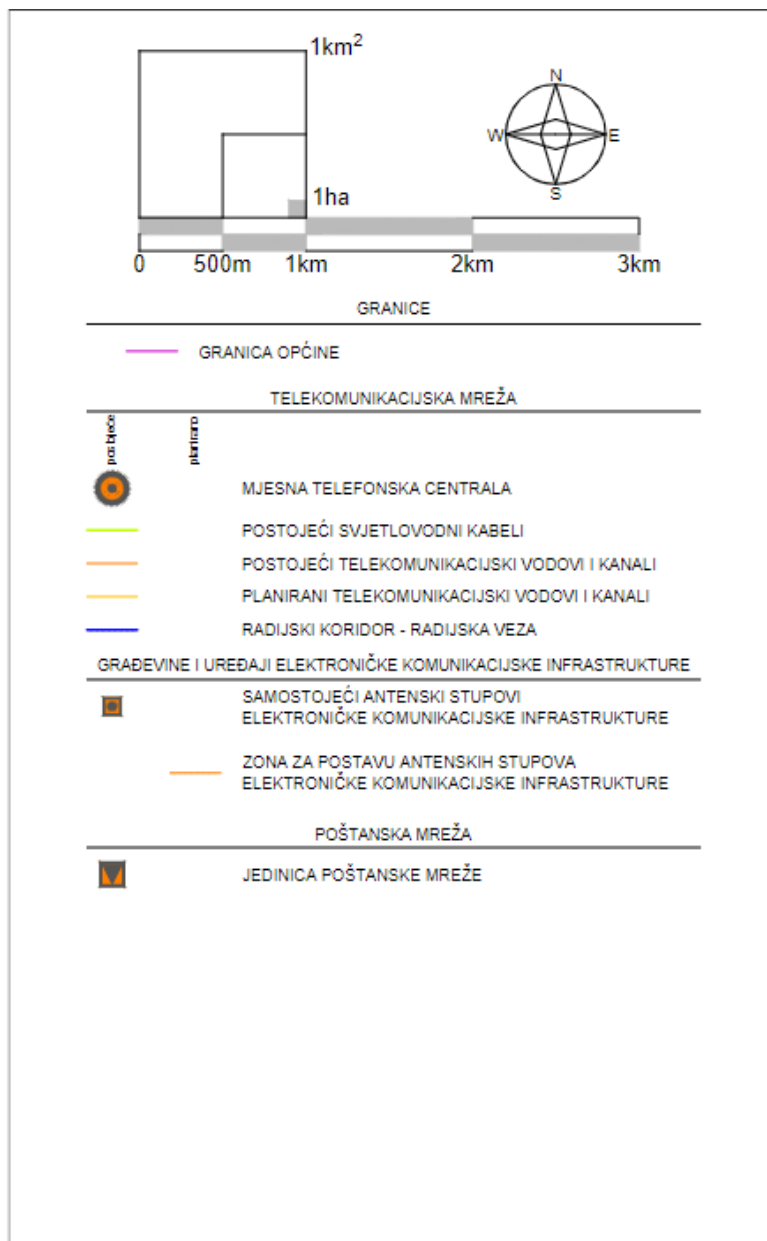 1km²
N
W E
S
1ha
0 500m 1km 2km 3km
GRANICE
GRANICA OPĆINE
TELEKOMUNIKACIJSKA MREŽA
planirano
MJESNA TELEFONSKA CENTRALA
POSTOJEĆI SVJETLOVODNI KABELI
POSTOJEĆI TELEKOMUNIKACIJSKI VODOVI I KANALI
PLANIRANI TELEKOMUNIKACIJSKI VODOVI I KANALI
RADIJSKI KORIDOR - RADIJSKA VEZA
GRAĐEVINE I UREĐAJI ELEKTRONIČKE KOMUNIKACIJSKE INFRASTRUKTURE
SAMOSTOJEĆI ANTENSKI STUPOVI
ELEKTRONIČKE KOMUNIKACIJSKE INFRASTRUKTURE
ZONA ZA POSTAVU ANTENSKIH STUPOVA
ELEKTRONIČKE KOMUNIKACIJSKE INFRASTRUKTURE
POŠTANSKA MREŽA
JEDINICA POŠTANSKE MREŽE